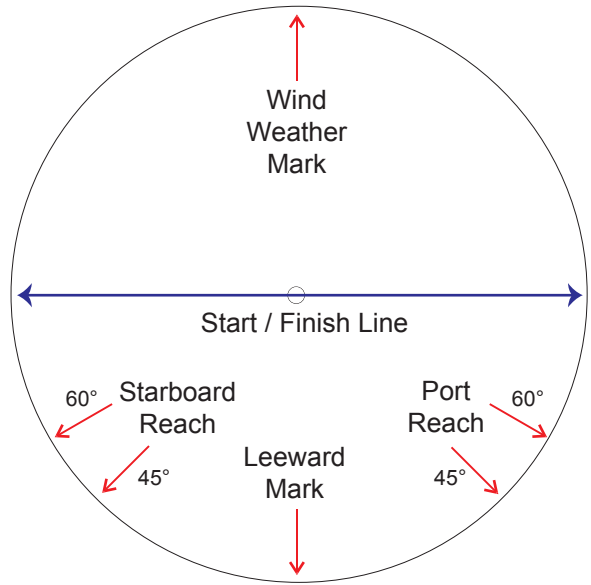 Wind
Weather
Mark
Start / Finish Line
60°
Starboard
Reach
45°
Port
Reach
60°
45°
Leeward
Mark